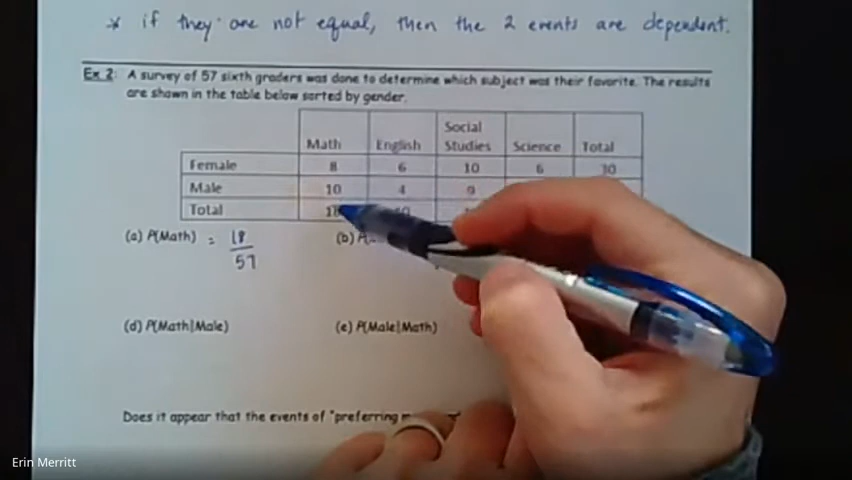 * if they are not equal, then the 2 events are dependent.
Ex 2: A survey of 57 sixth graders was done to determine which subject was their favorite. The results
are shown in the table below sorted by gender.
Math English Social Studies Science Total
Female 8 6 10 6 30
Male 10 4 9
Total 18 10
(a) P(Math) = 18/57 (b)
(d) P(Math|Male) (e) P(Male|Math)
Does it appear that the events of "preferring
Erin Merritt